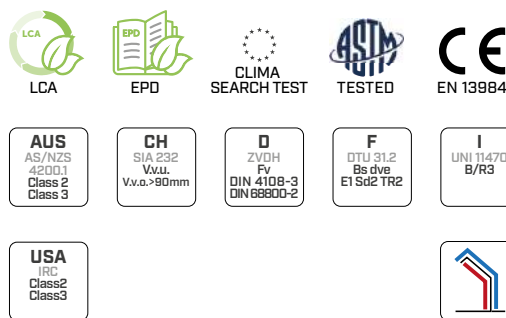 LCA
EPD
ASTM
CE
LCA
EPD
CLIMA
SEARCH TEST
TESTED
EN 13984
AUS
AS/NZS
4200.1
Class 2
Class 3
CH
SIA 232
V.v.u.
V.v.o.>90mm
D
ZVDH
Fv
DIN 4108-3
DIN 68800-2
F
DTU 31.2
Bs dve
E1 Sd2 TR2
I
UNI 11470
B/R3
USA
IRC
Class2
Class3